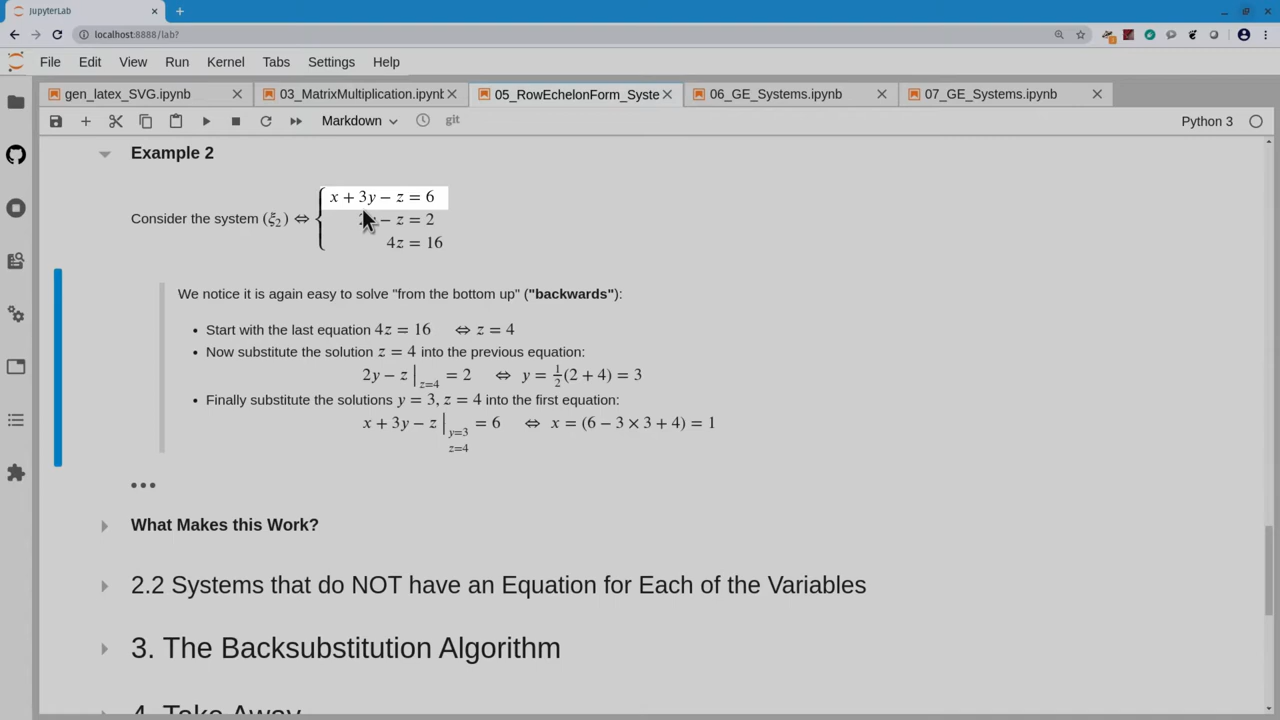 JupyterLab ×
localhost:8888/lab?
File Edit View Run Kernel Tabs Settings Help
gen_latex_SVG.ipynb 03_MatrixMultiplication.ipynb 05_RowEchelonForm_Syste 06_GE_Systems.ipynb 07_GE_Systems.ipynb
Markdown git Python 3
Example 2
x + 3y − z = 6
Consider the system (ξ₂) ⇔ { − z = 2
4z = 16
We notice it is again easy to solve "from the bottom up" ("backwards"):
• Start with the last equation 4z = 16 ⇔ z = 4
• Now substitute the solution z = 4 into the previous equation:
2y − z |z=4 = 2 ⇔ y = ½(2 + 4) = 3
• Finally substitute the solutions y = 3, z = 4 into the first equation:
x + 3y − z |y=3 z=4 = 6 ⇔ x = (6 − 3 × 3 + 4) = 1
•••
What Makes this Work?
2.2 Systems that do NOT have an Equation for Each of the Variables
3. The Backsubstitution Algorithm
4. Take Away